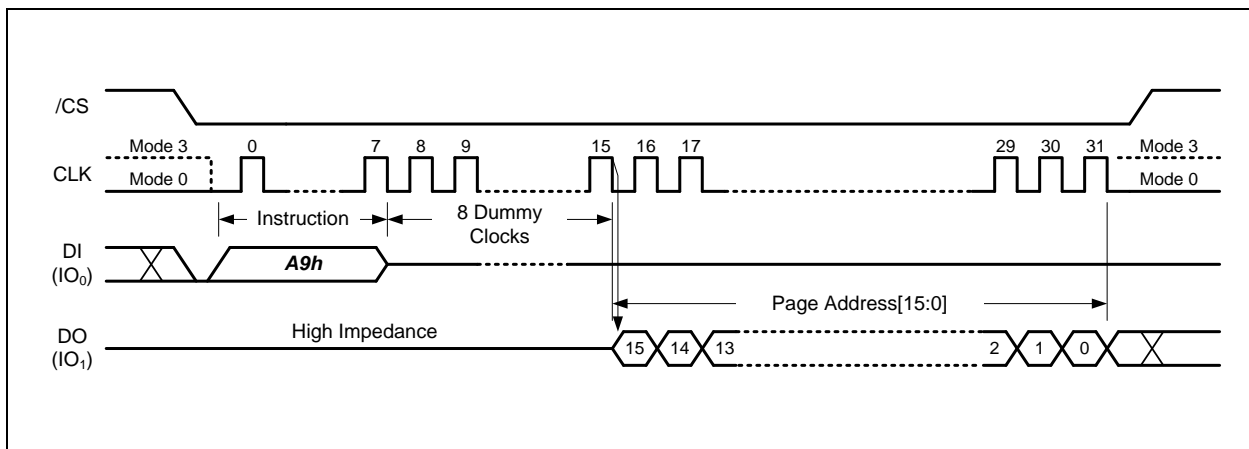 /CS
Mode 3 0 7 8 9 15 16 17 29 30 31 Mode 3
CLK
Mode 0 Mode 0
Instruction 8 Dummy
Clocks
DI
(IO₀)
A9h
Page Address[15:0]
High Impedance
DO
(IO₁)
15 14 13 2 1 0